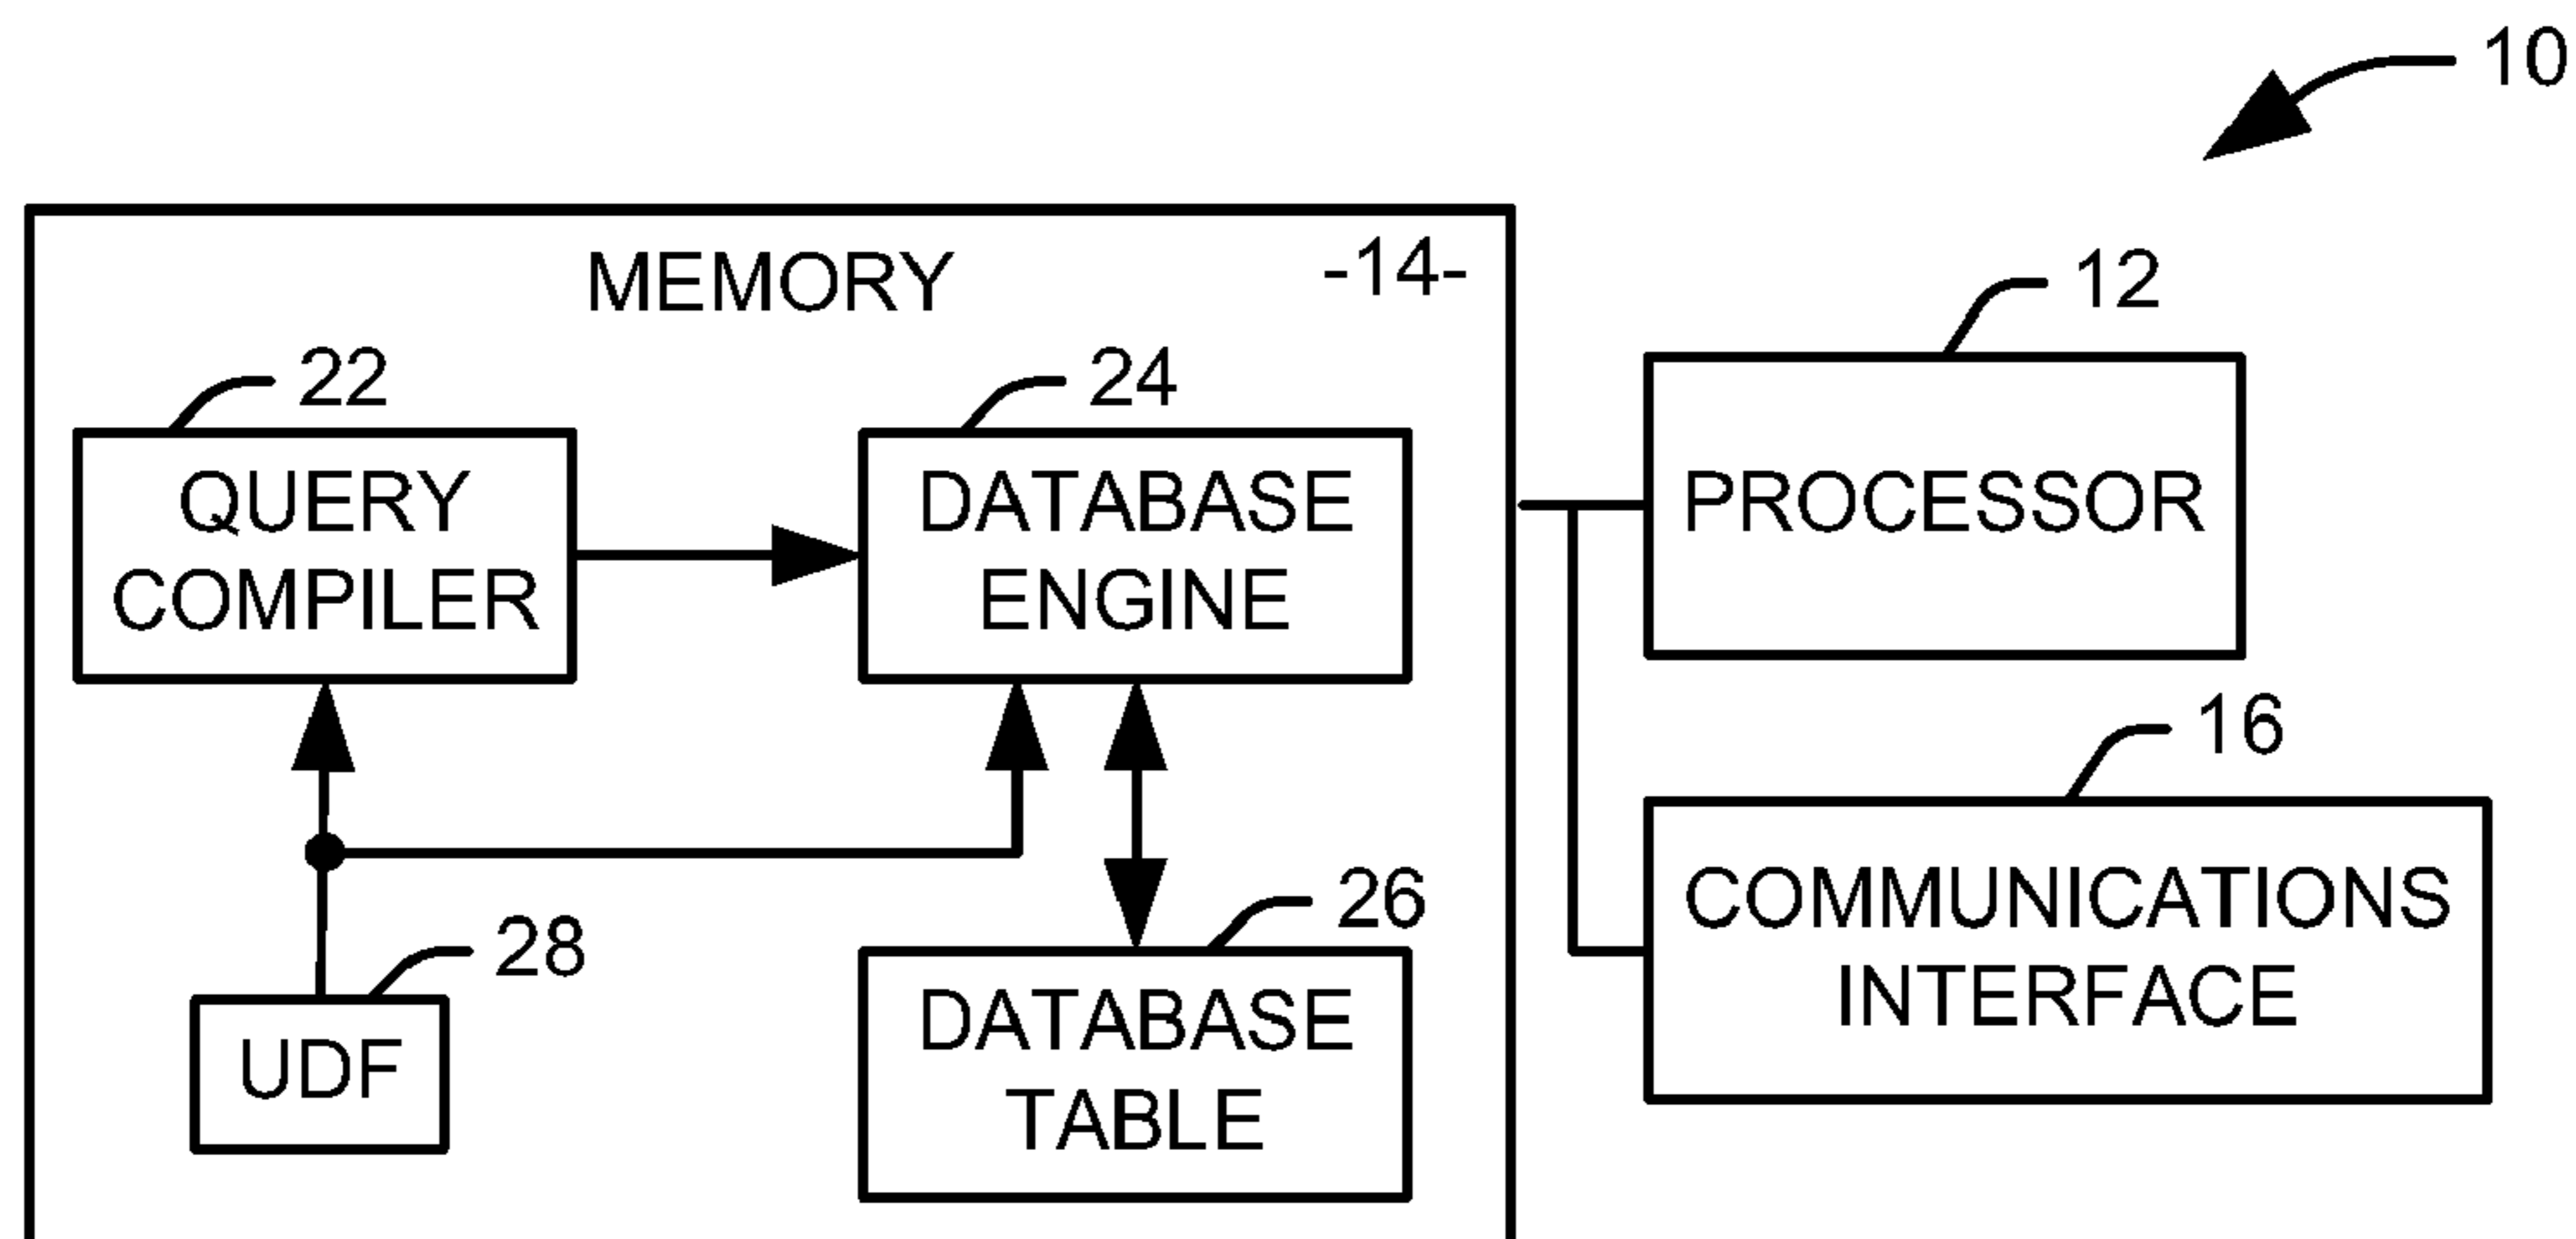 10
MEMORY
-14-
12
22
24
QUERY
COMPILER
DATABASE
ENGINE
PROCESSOR
16
28
26
UDF
DATABASE
TABLE
COMMUNICATIONS
INTERFACE